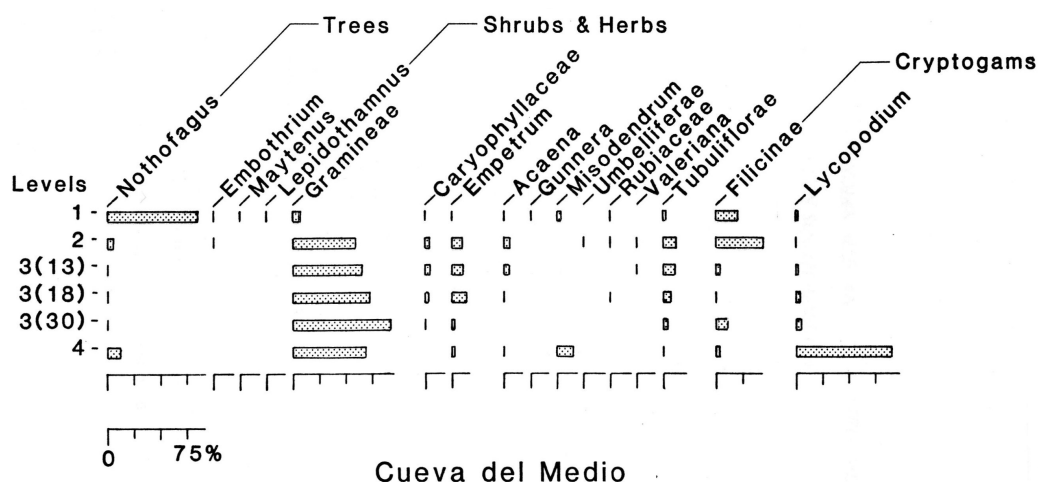 Trees
Shrubs & Herbs
Cryptogams
Nothofagus
Embothrium
Maytenus
Lepidothamnus
Gramineae
Caryophyllaceae
Empetrum
Acaena
Gunnera
Misodendrum
Umbelliferae
Rubiaceae
Valeriana
Tubuliflorae
Filicinae
Lycopodium
Levels
1
2
3(13)
3(18)
3(30)
4
0 75%
Cueva del Medio